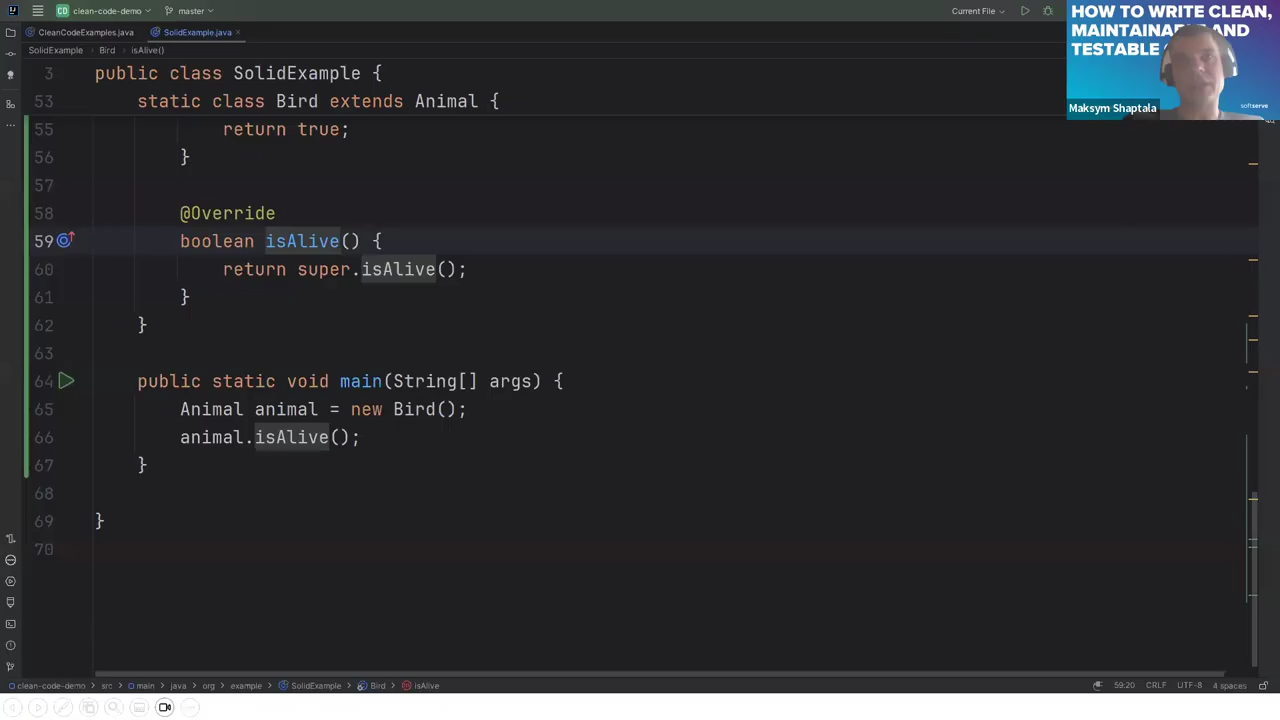 clean-code-demo
master
Current File
CleanCodeExamples.java
SolidExample.java
SolidExample
Bird
isAlive()
HOW TO WRITE CLEAN,
AND
TESTABLE
Maksym Shaptala
softserve
3 public class SolidExample {
53 static class Bird extends Animal {
55 return true;
56 }
57
58 @Override
59 boolean isAlive() {
60 return super.isAlive();
61 }
62 }
63
64 public static void main(String[] args) {
65 Animal animal = new Bird();
66 animal.isAlive();
67 }
68
69 }
70
clean-code-demo > src > main > java > org > example > SolidExample > Bird > isAlive
59:20 CRLF UTF-8 4 spaces